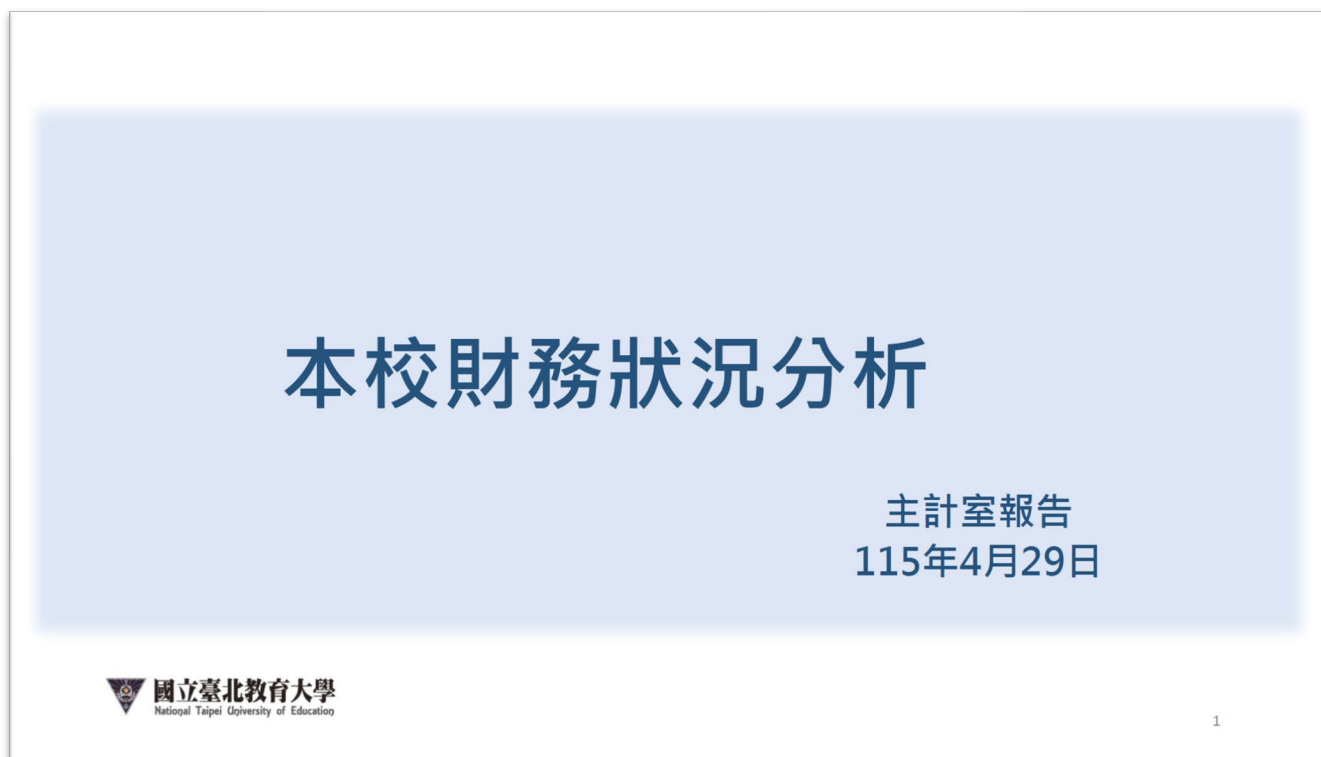 本校財務狀況分析
主計室報告
115年4月29日
國立臺北教育大學
National Taipei University of Education
1